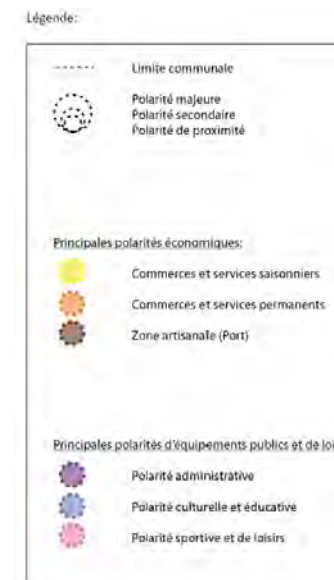 Légende:
Limite communale
Polarité majeure
Polarité secondaire
Polarité de proximité
Principales polarités économiques:
Commerces et services saisonniers
Commerces et services permanents
Zone artisanale (Port)
Principales polarités d'équipements publics et de loi
Polarité administrative
Polarité culturelle et éducative
Polarité sportive et de loisirs